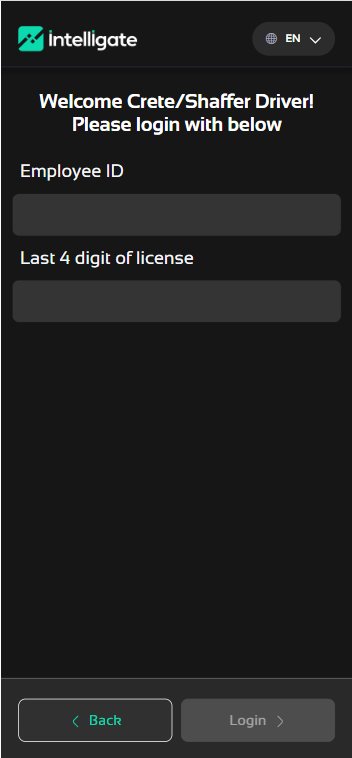 intelligate
EN
Welcome Crete/Shaffer Driver!
Please login with below
Employee ID
Last 4 digit of license
Back
Login